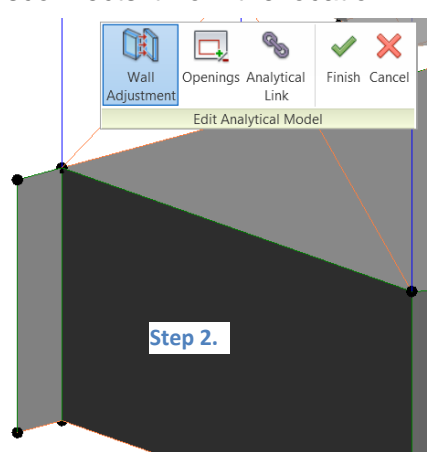 Wall Adjustment
Openings
Analytical Link
Finish
Cancel
Edit Analytical Model
Step 2.